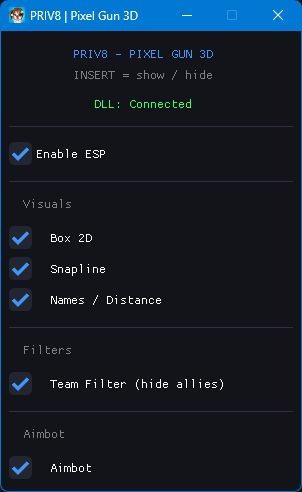 PRIV8 | Pixel Gun 3D
PRIV8 - PIXEL GUN 3D
INSERT = show / hide
DLL: Connected
Enable ESP
Visuals
Box 2D
Snapline
Names / Distance
Filters
Team Filter (hide allies)
Aimbot
Aimbot